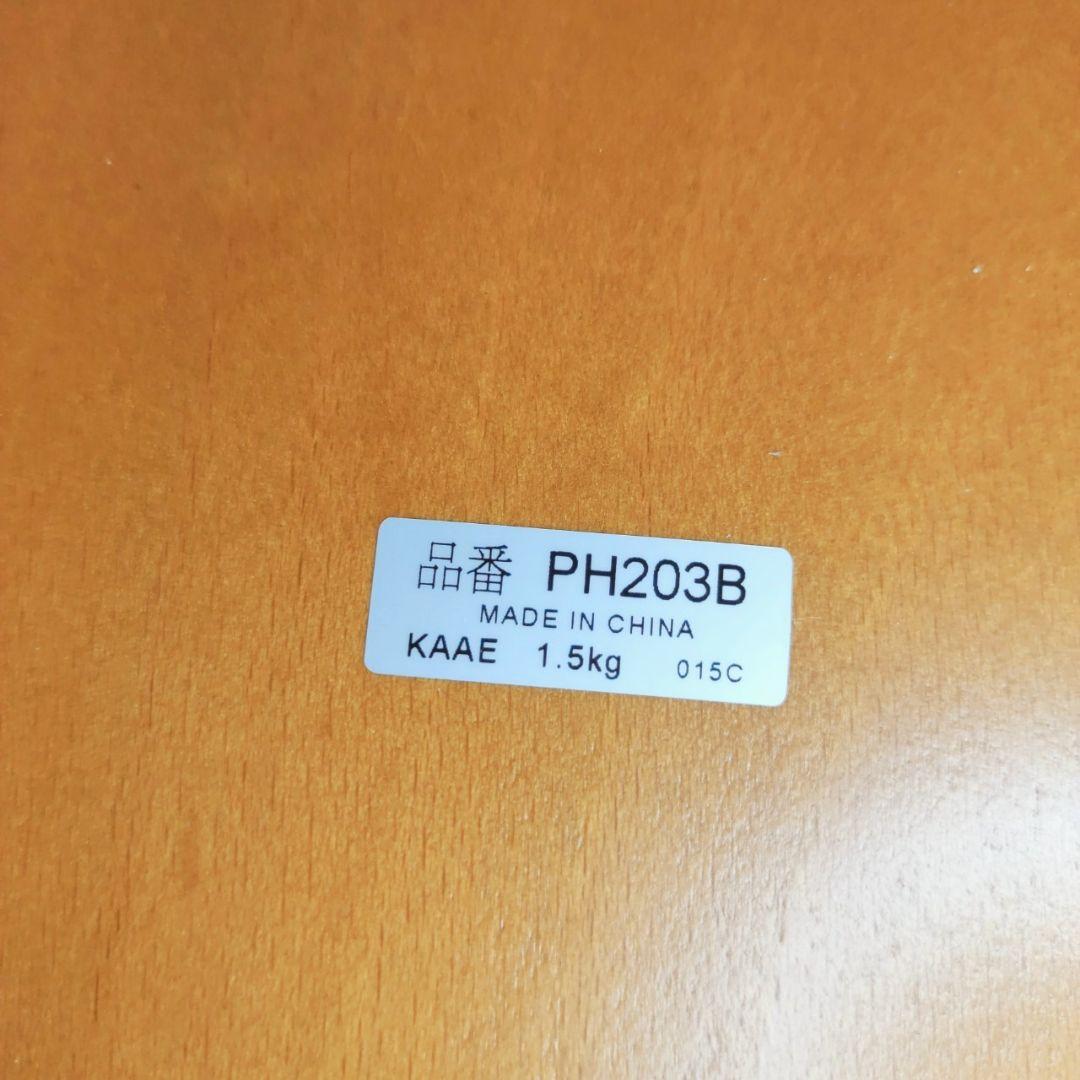 品番 PH203B
MADE IN CHINA
KAAE 1.5kg 015C